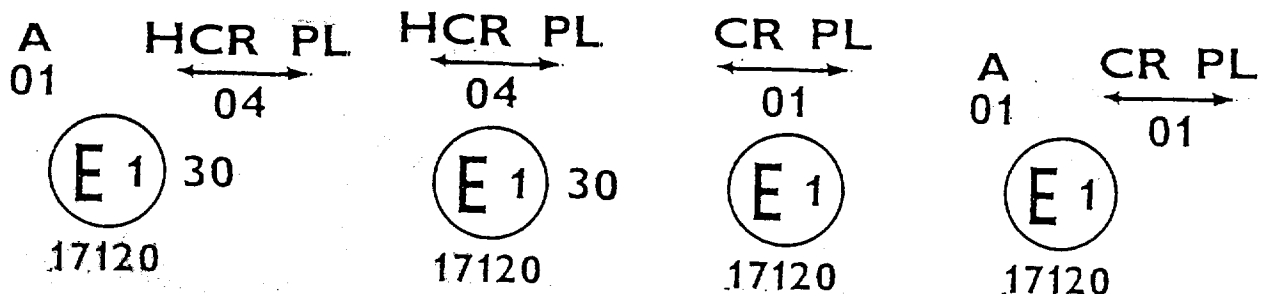 A HCR PL
01 04
E 1 30
17120
HCR PL
04
E 1 30
17120
CR PL
01
E 1
17120
A CR PL
01 01
E 1
17120